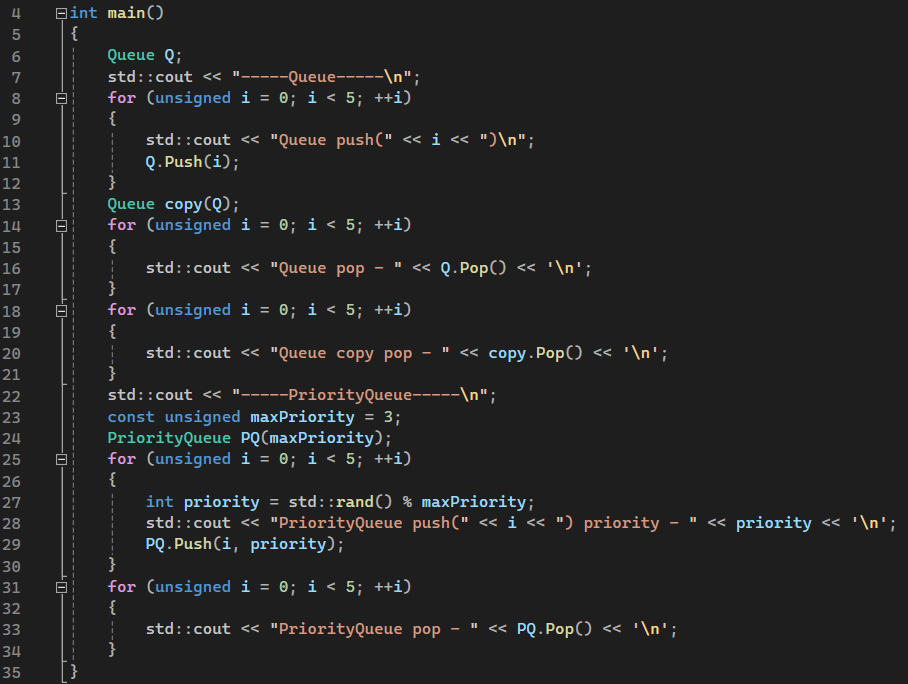 4 int main()
5 {
6 Queue Q;
7 std::cout << "-----Queue-----\n";
8 for (unsigned i = 0; i < 5; ++i)
9 {
10 std::cout << "Queue push(" << i << ")\n";
11 Q.Push(i);
12 }
13 Queue copy(Q);
14 for (unsigned i = 0; i < 5; ++i)
15 {
16 std::cout << "Queue pop - " << Q.Pop() << '\n';
17 }
18 for (unsigned i = 0; i < 5; ++i)
19 {
20 std::cout << "Queue copy pop - " << copy.Pop() << '\n';
21 }
22 std::cout << "-----PriorityQueue-----\n";
23 const unsigned maxPriority = 3;
24 PriorityQueue PQ(maxPriority);
25 for (unsigned i = 0; i < 5; ++i)
26 {
27 int priority = std::rand() % maxPriority;
28 std::cout << "PriorityQueue push(" << i << ") priority - " << priority << '\n';
29 PQ.Push(i, priority);
30 }
31 for (unsigned i = 0; i < 5; ++i)
32 {
33 std::cout << "PriorityQueue pop - " << PQ.Pop() << '\n';
34 }
35 }